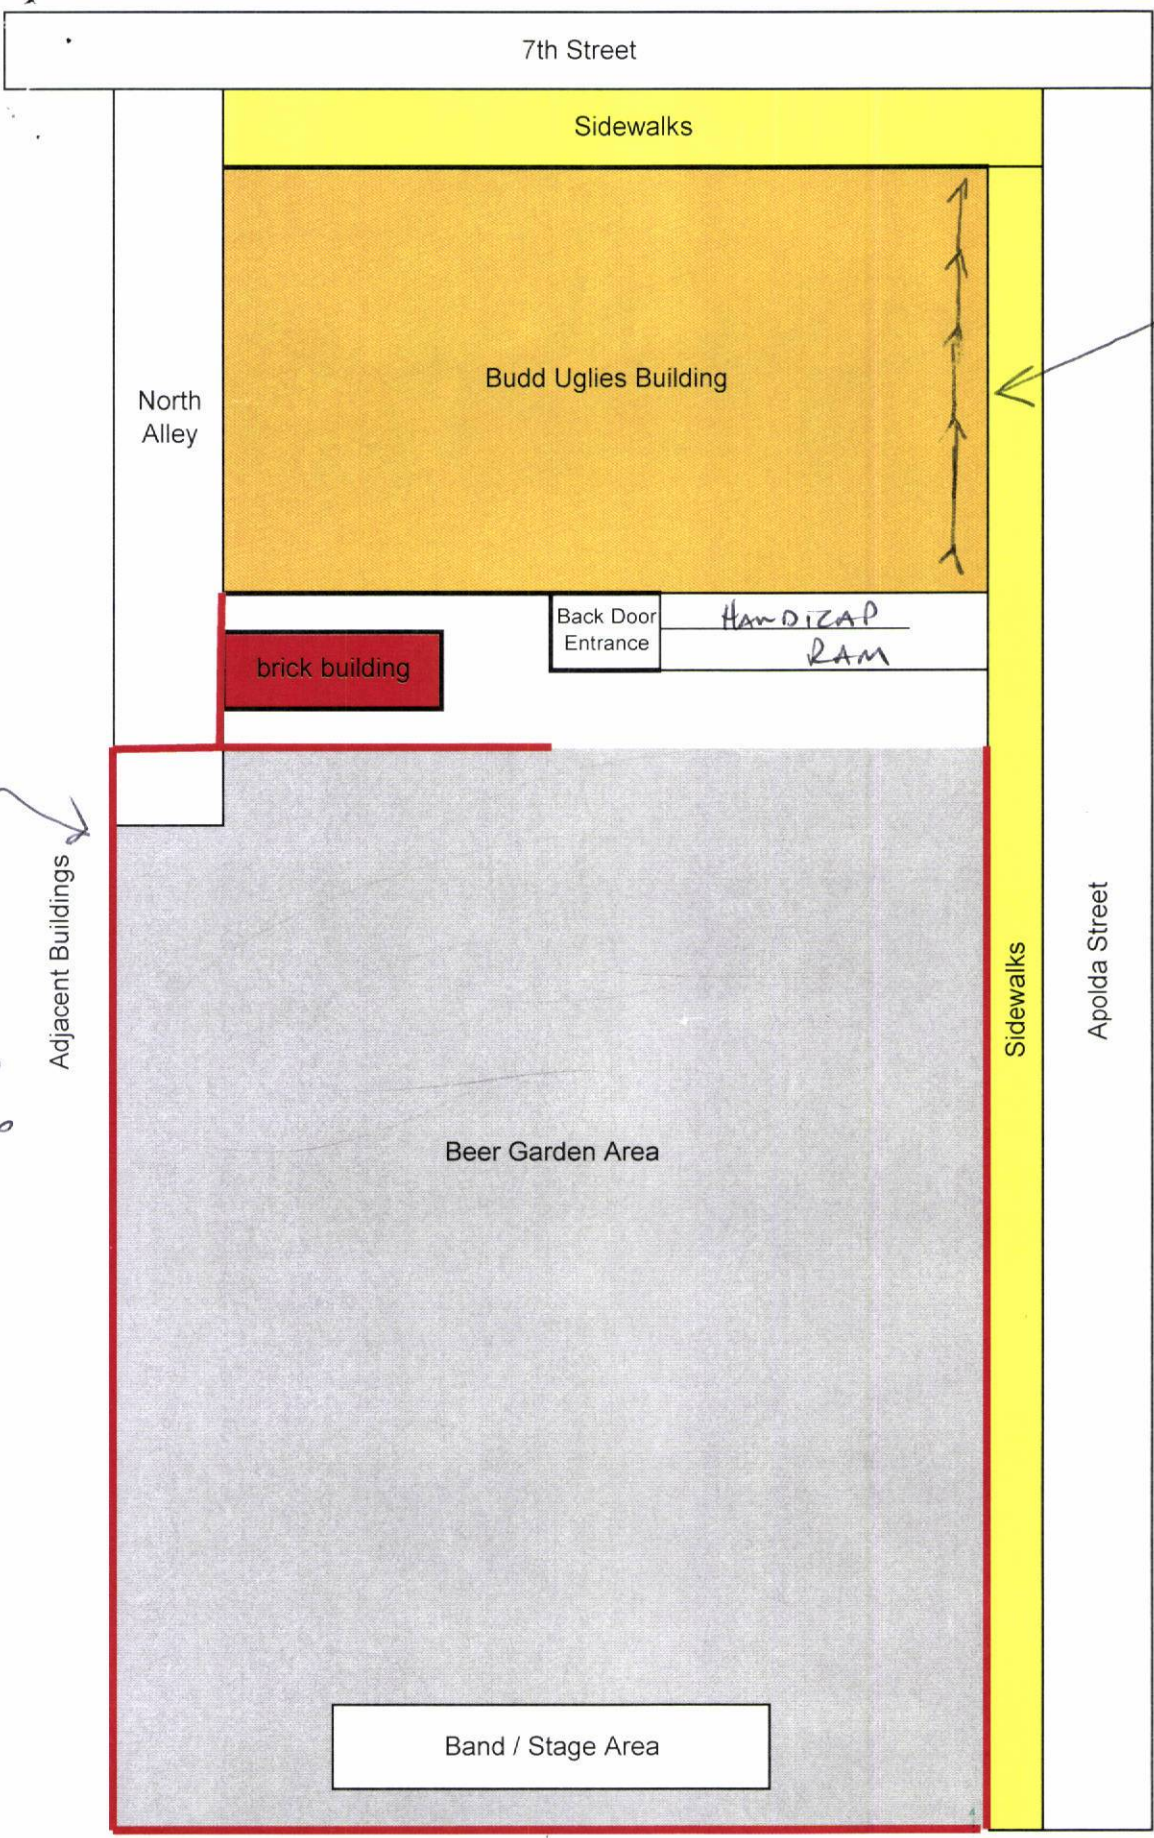 7th Street
Sidewalks
Budd Uglies Building
North
Alley
Back Door
Entrance
HANDICAP
RAM
brick building
Adjacent Buildings
Sidewalks
Apolda Street
Beer Garden Area
Band / Stage Area